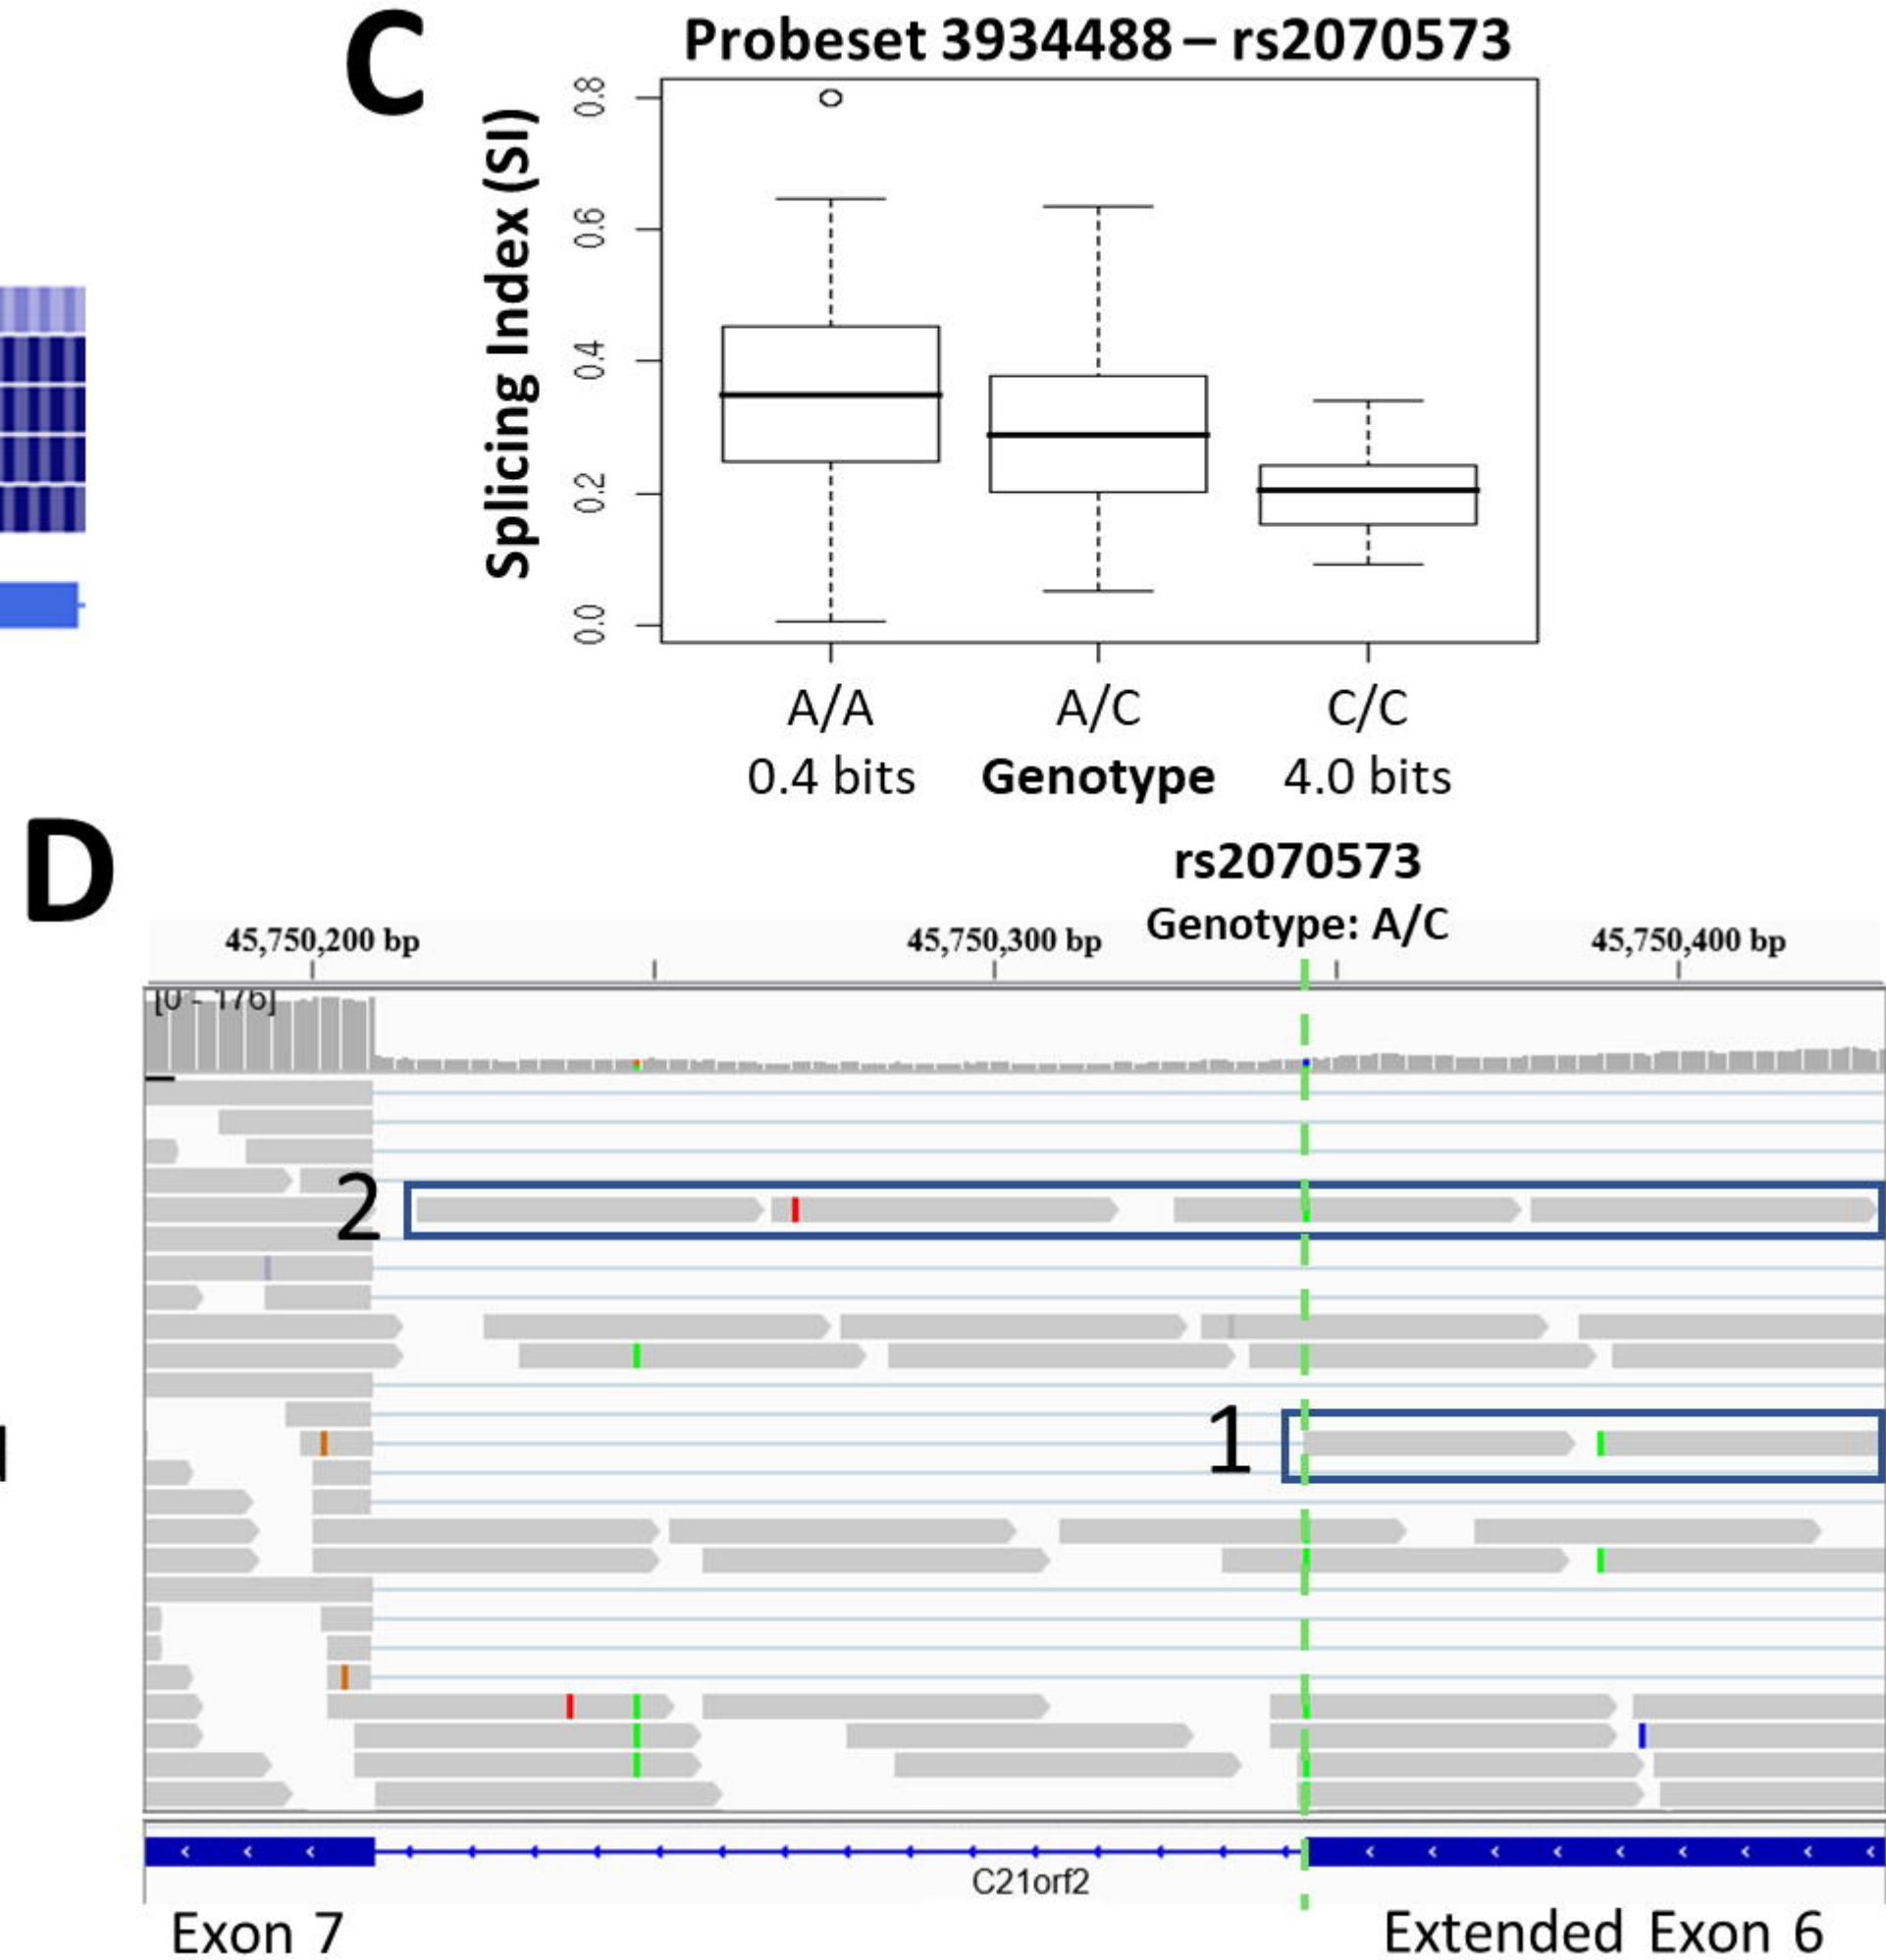 C
Probeset 3934488 – rs2070573
Splicing Index (SI)
0.8
0.6
0.4
0.2
0.0
A/A A/C C/C
0.4 bits Genotype 4.0 bits
D
rs2070573
Genotype: A/C
45,750,200 bp 45,750,300 bp 45,750,400 bp
[0 - 176]
2
1
C21orf2
Exon 7 Extended Exon 6